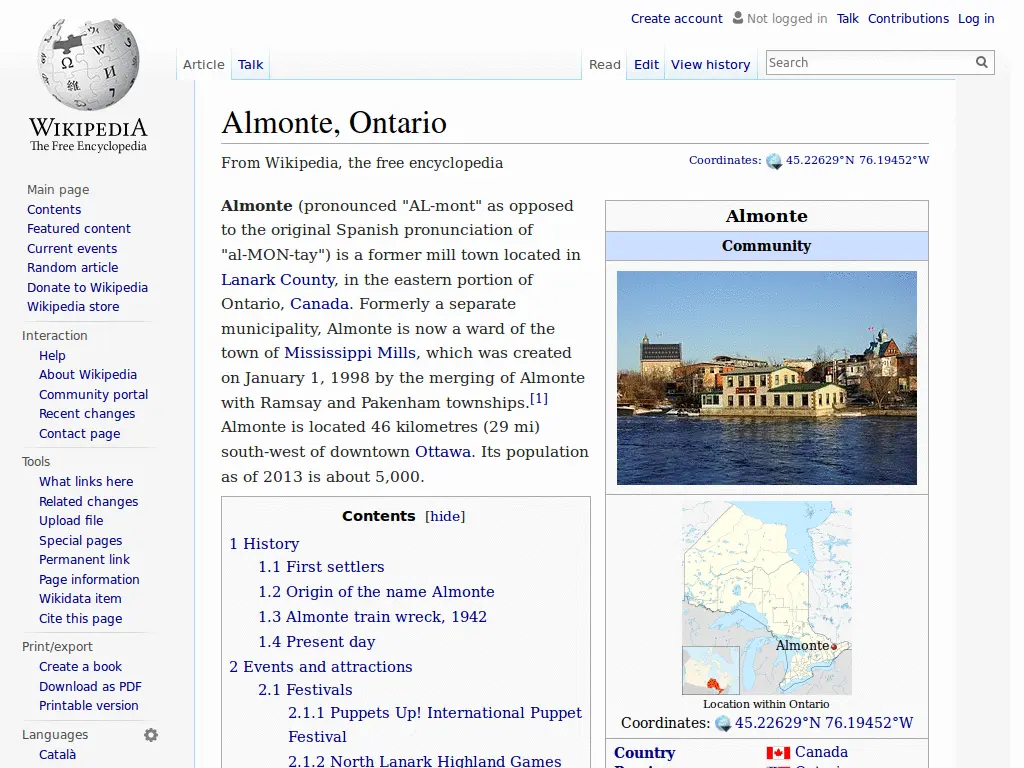 Create account Not logged in Talk Contributions Log in
Article Talk Read Edit View history Search
WIKIPEDIA
The Free Encyclopedia
Main page
Contents
Featured content
Current events
Random article
Donate to Wikipedia
Wikipedia store
Interaction
Help
About Wikipedia
Community portal
Recent changes
Contact page
Tools
What links here
Related changes
Upload file
Special pages
Permanent link
Page information
Wikidata item
Cite this page
Print/export
Create a book
Download as PDF
Printable version
Languages
Català
Almonte, Ontario
From Wikipedia, the free encyclopedia
Coordinates: 45.22629°N 76.19452°W
Almonte (pronounced "AL-mont" as opposed
to the original Spanish pronunciation of
"al-MON-tay") is a former mill town located in
Lanark County, in the eastern portion of
Ontario, Canada. Formerly a separate
municipality, Almonte is now a ward of the
town of Mississippi Mills, which was created
on January 1, 1998 by the merging of Almonte
with Ramsay and Pakenham townships.[1]
Almonte is located 46 kilometres (29 mi)
south-west of downtown Ottawa. Its population
as of 2013 is about 5,000.
Contents [hide]
1 History
1.1 First settlers
1.2 Origin of the name Almonte
1.3 Almonte train wreck, 1942
1.4 Present day
2 Events and attractions
2.1 Festivals
2.1.1 Puppets Up! International Puppet
Festival
2.1.2 North Lanark Highland Games
Almonte
Community
Almonte
Location within Ontario
Coordinates: 45.22629°N 76.19452°W
Country Canada